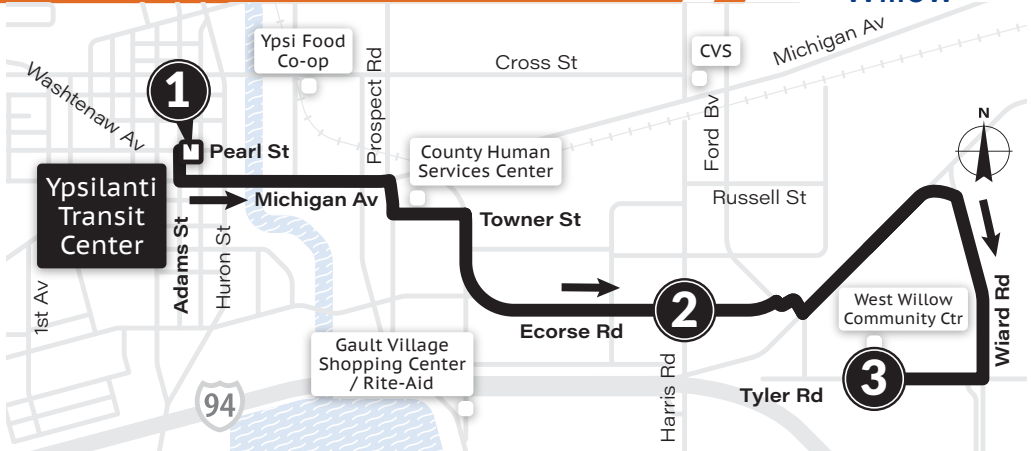 Ypsi Food
Co-op
CVS
Michigan Av
Cross St
Washtenaw Av
1
Prospect Rd
Ford Bv
N
Pearl St
County Human
Services Center
Ypsilanti
Transit
Center
Michigan Av
Russell St
Towner St
Adams St
Huron St
1st Av
Ecorse Rd
2
West Willow
Community Ctr
Wiard Rd
Gault Village
Shopping Center
/ Rite-Aid
Harris Rd
Tyler Rd
3
94